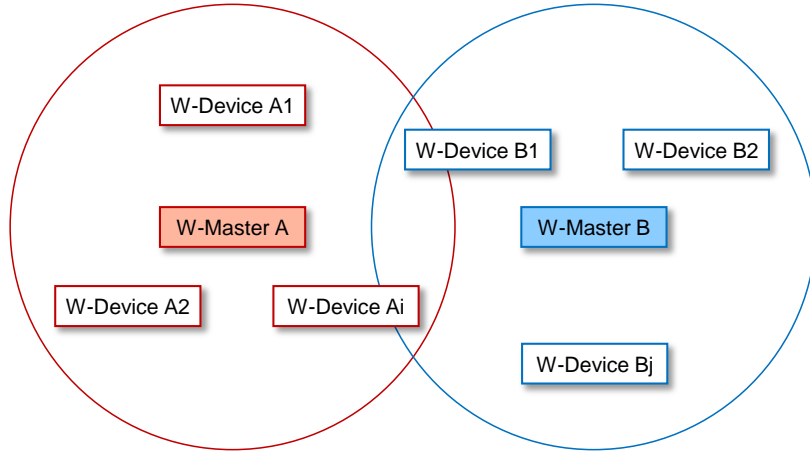 W-Device A1
W-Device B1
W-Device B2
W-Master A
W-Master B
W-Device A2
W-Device Ai
W-Device Bj